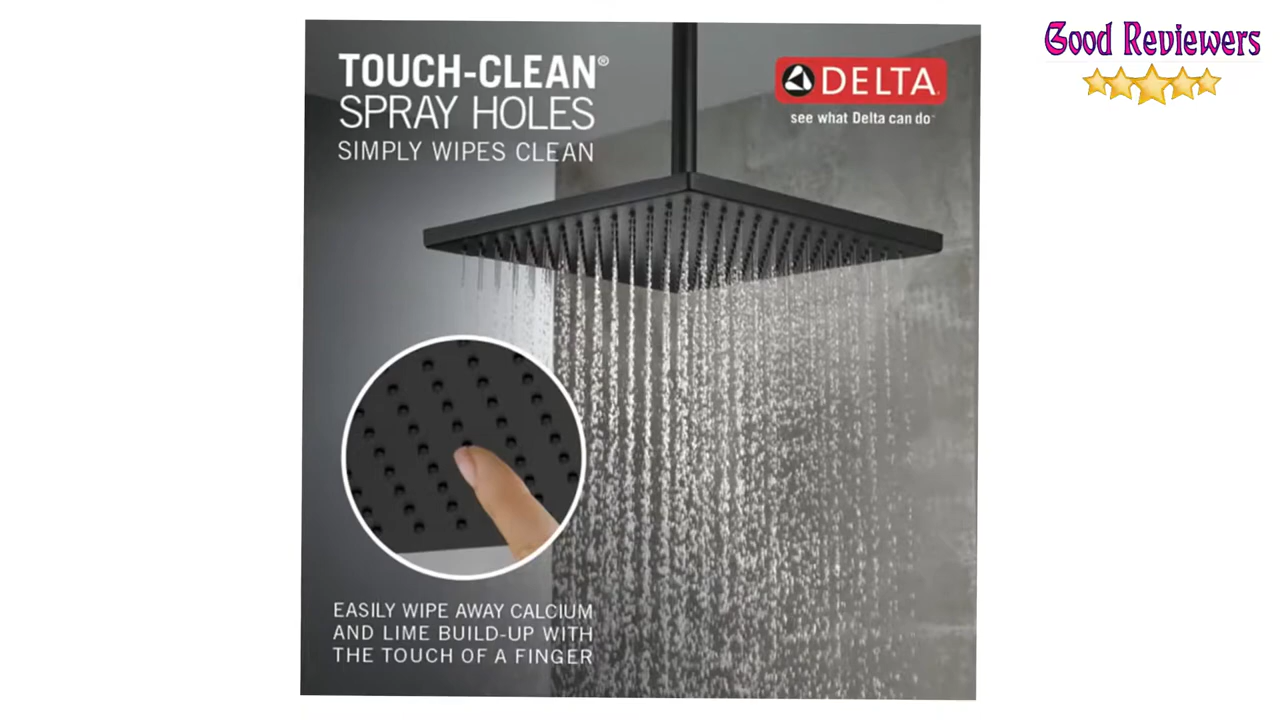 TOUCH-CLEAN®
SPRAY HOLES
SIMPLY WIPES CLEAN
DELTA
see what Delta can do™
EASILY WIPE AWAY CALCIUM
AND LIME BUILD-UP WITH
THE TOUCH OF A FINGER
Good Reviewers